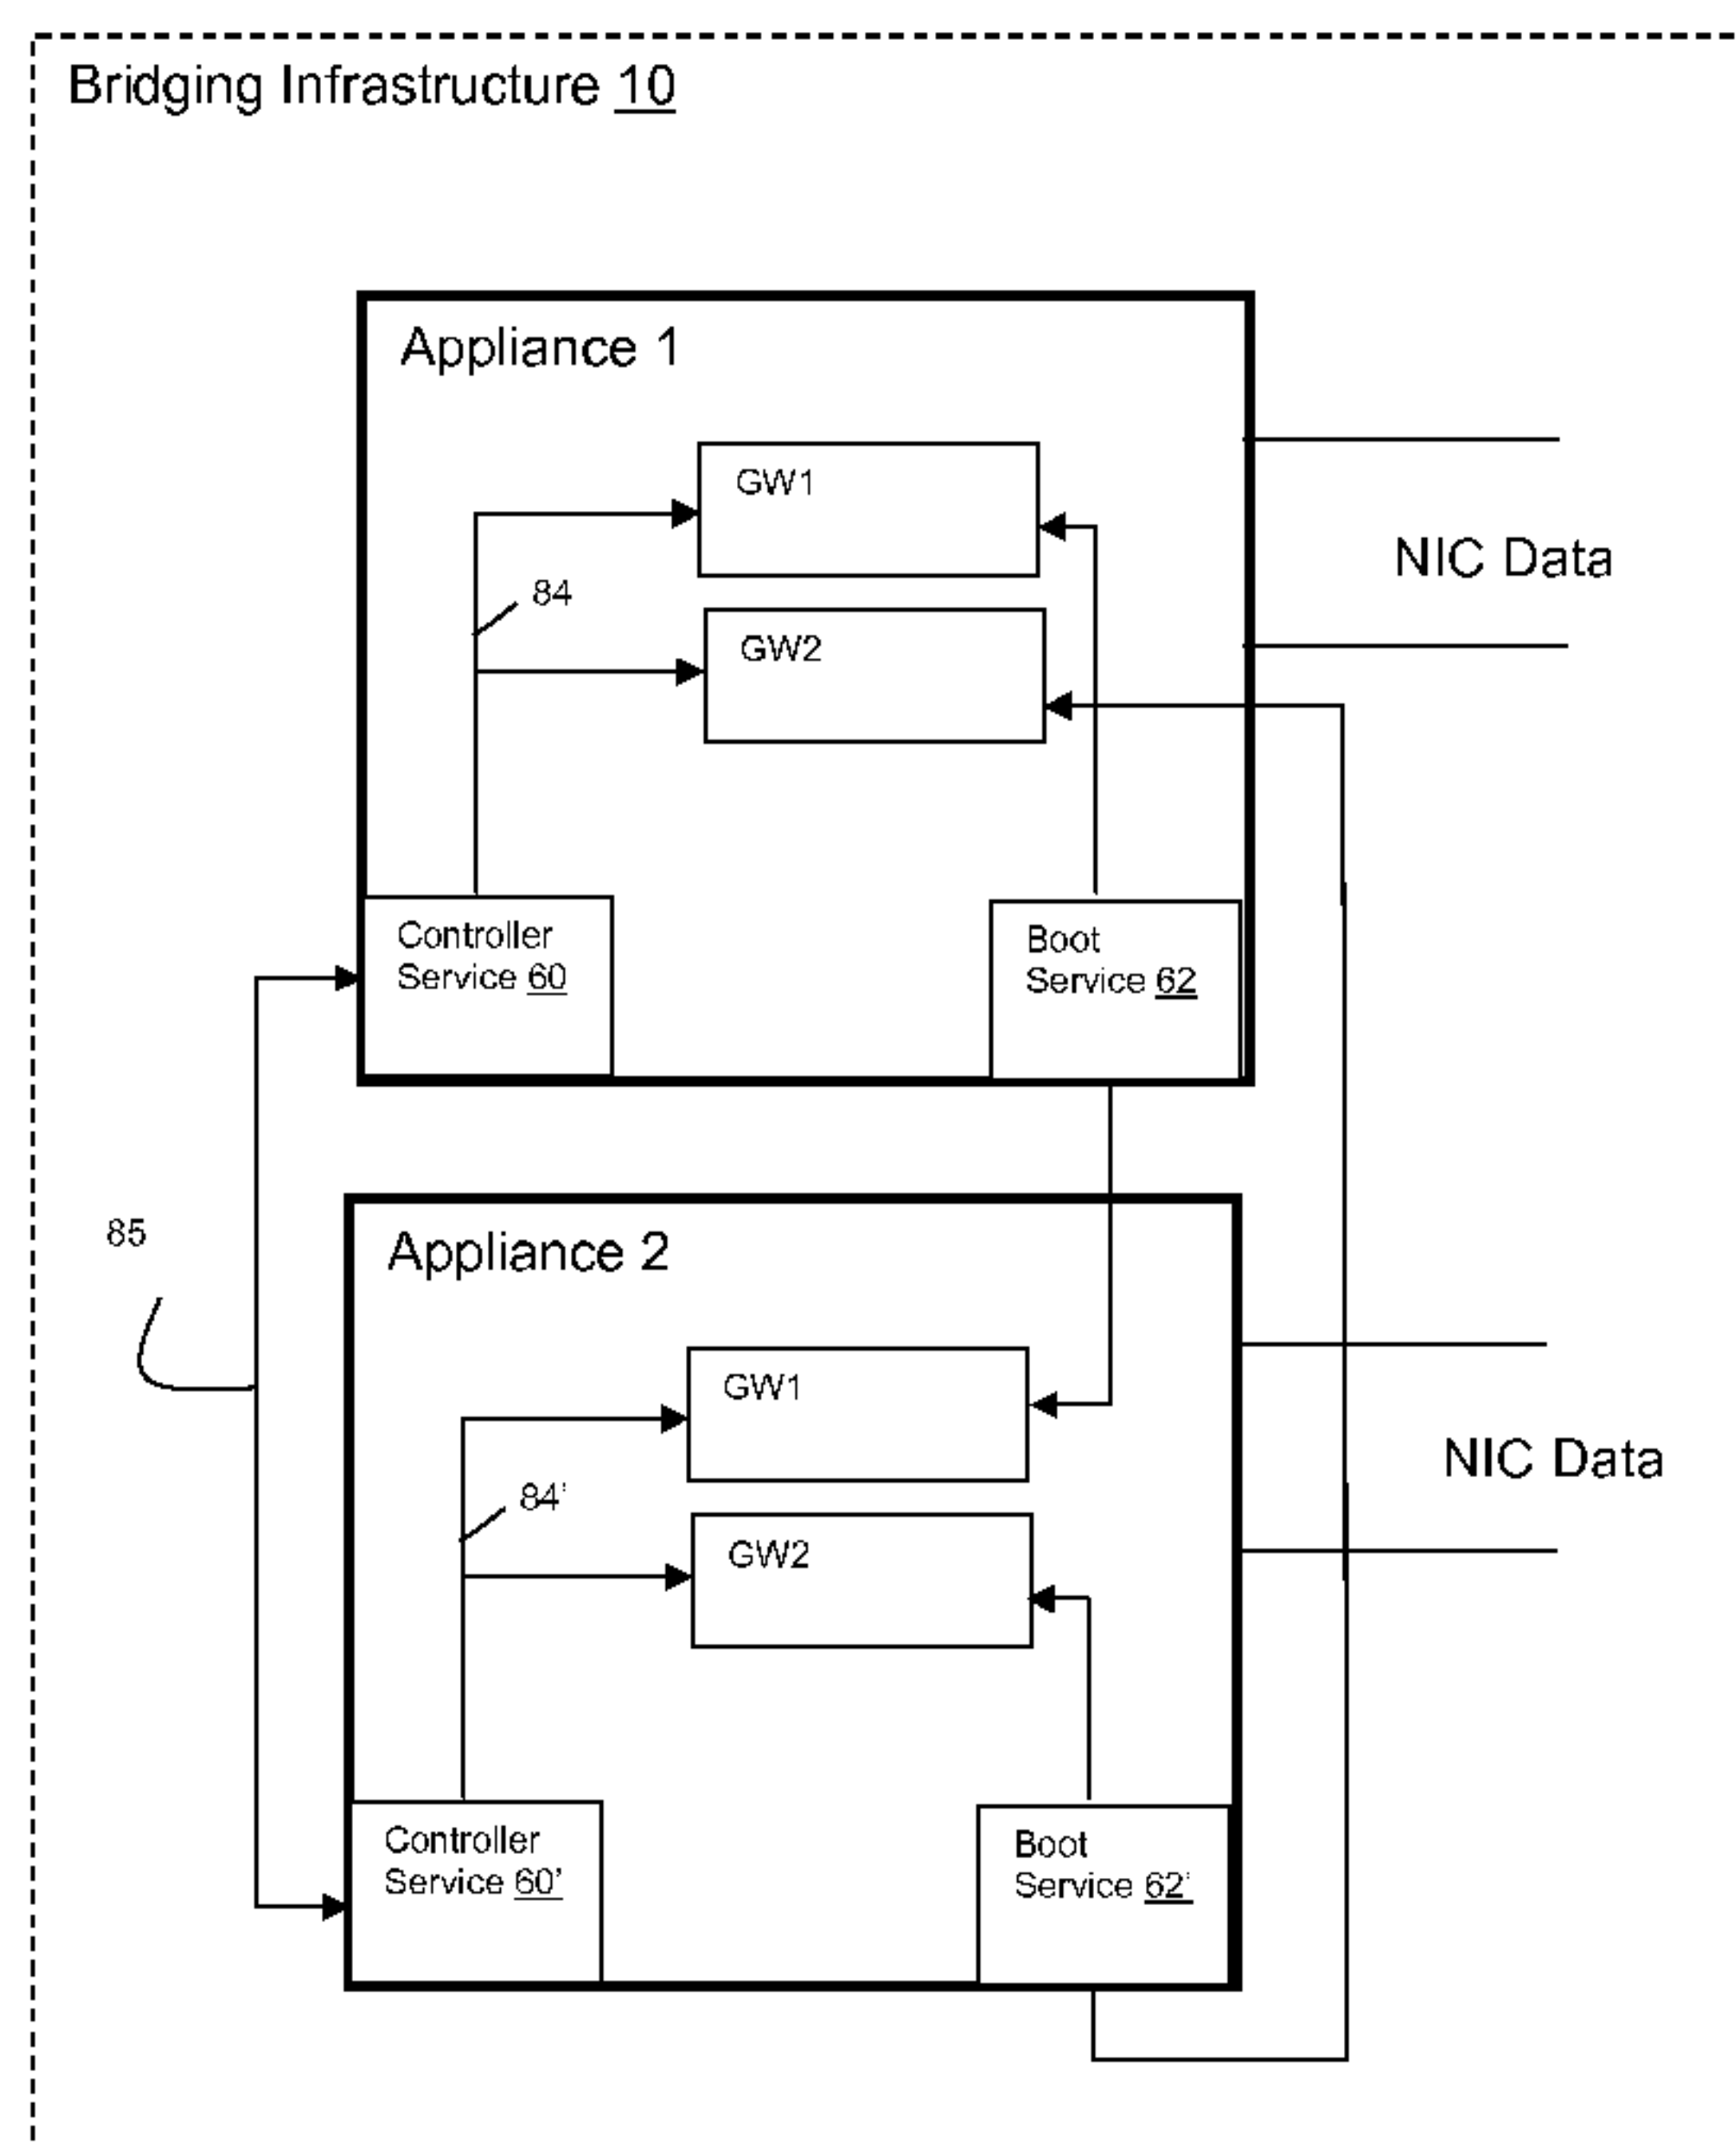 Bridging Infrastructure 10
Appliance 1
GW1
NIC Data
84
GW2
Controller
Service 60
Boot
Service 62
85
Appliance 2
GW1
NIC Data
84'
GW2
Controller
Service 60'
Boot
Service 62'